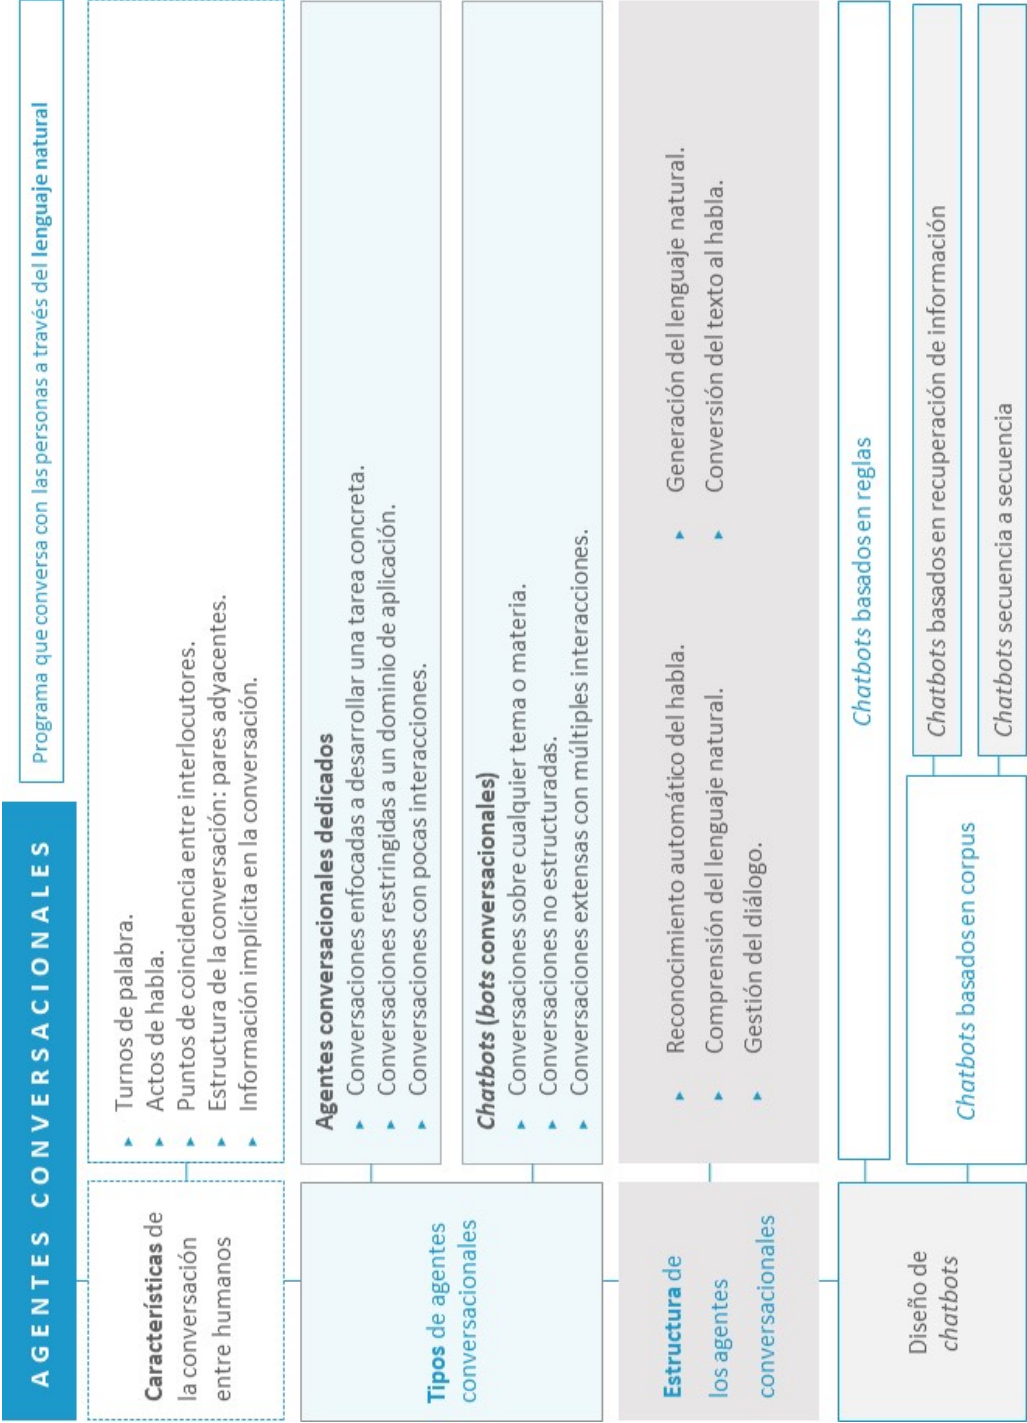 AGENTES CONVERSACIONALES
Programa que conversa con las personas a través del lenguaje natural
Características de
la conversación
entre humanos
Turnos de palabra.
Actos de habla.
Puntos de coincidencia entre interlocutores.
Estructura de la conversación: pares adyacentes.
Información implícita en la conversación.
Tipos de agentes
conversacionales
Agentes conversacionales dedicados
Conversaciones enfocadas a desarrollar una tarea concreta.
Conversaciones restringidas a un dominio de aplicación.
Conversaciones con pocas interacciones.
Chatbots (bots conversacionales)
Conversaciones sobre cualquier tema o materia.
Conversaciones no estructuradas.
Conversaciones extensas con múltiples interacciones.
Estructura de
los agentes
conversacionales
Reconocimiento automático del habla.
Comprensión del lenguaje natural.
Gestión del diálogo.
Generación del lenguaje natural.
Conversión del texto al habla.
Diseño de
chatbots
Chatbots basados en reglas
Chatbots basados en corpus
Chatbots basados en recuperación de información
Chatbots secuencia a secuencia